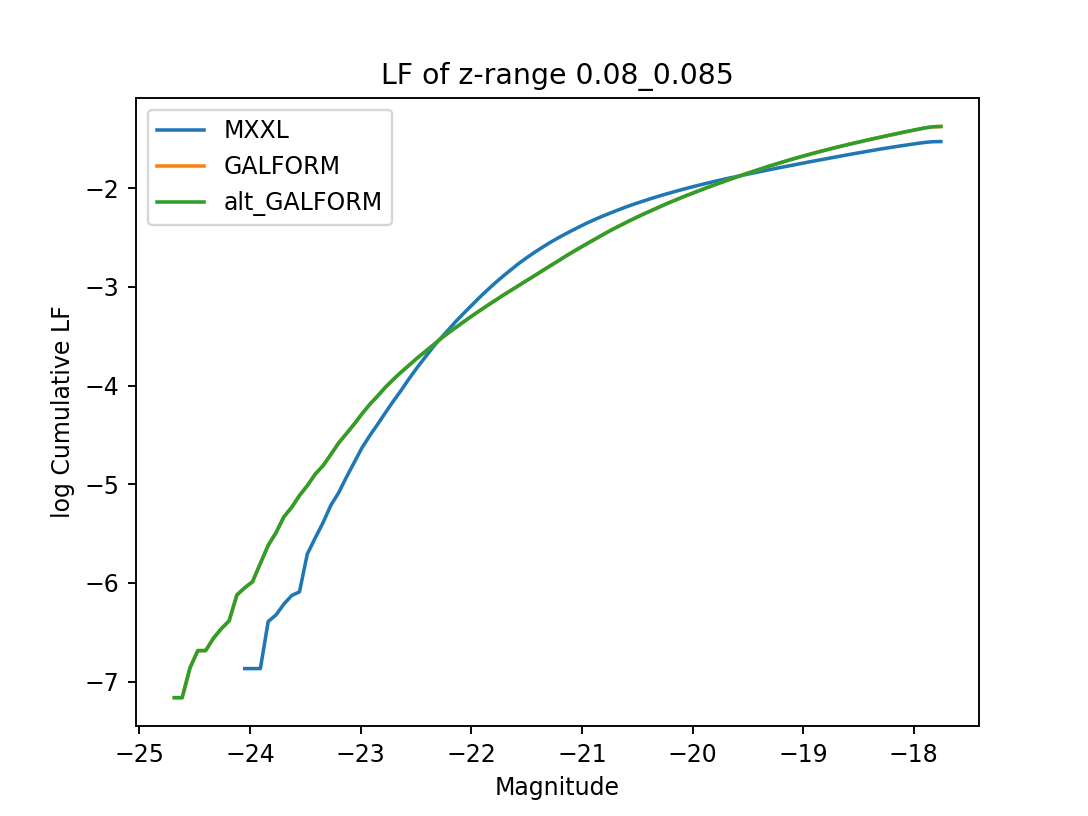 LF of z-range 0.08_0.085
MXXL
GALFORM
alt_GALFORM
log Cumulative LF
−2
−3
−4
−5
−6
−7
−25
−24
−23
−22
−21
−20
−19
−18
Magnitude